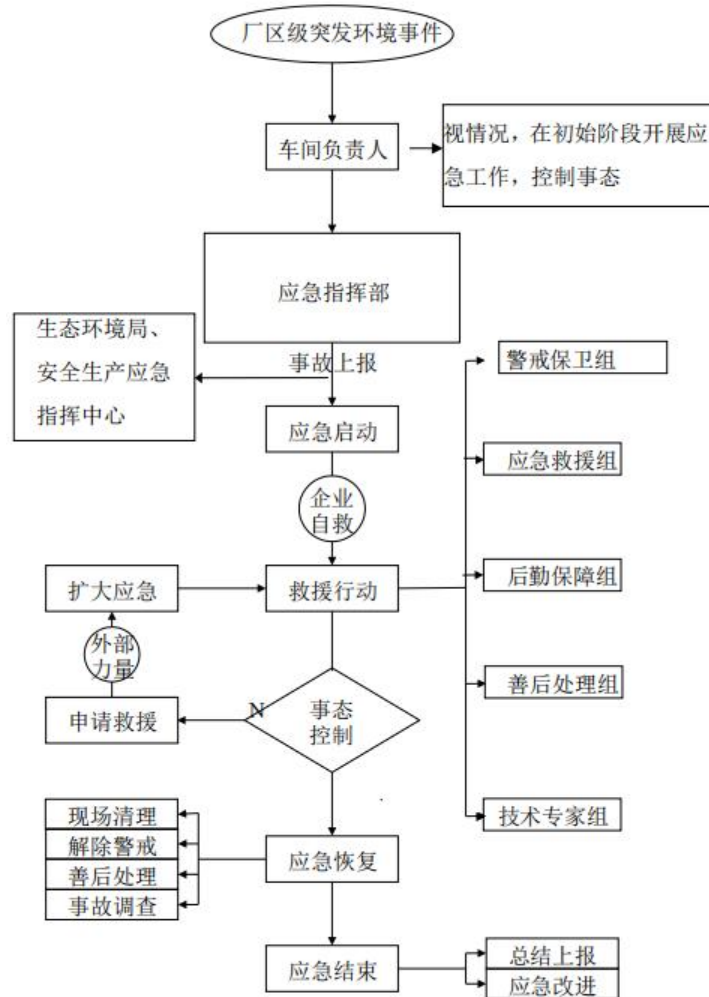 厂区级突发环境事件
车间负责人
视情况，在初始阶段开展应
急工作，控制事态
应急指挥部
生态环境局、
安全生产应急
指挥中心
事故上报
警戒保卫组
应急启动
应急救援组
企业
自救
扩大应急
救援行动
后勤保障组
外部
力量
善后处理组
申请救援
N
事态
控制
现场清理
解除警戒
善后处理
事故调查
应急恢复
技术专家组
应急结束
总结上报
应急改进